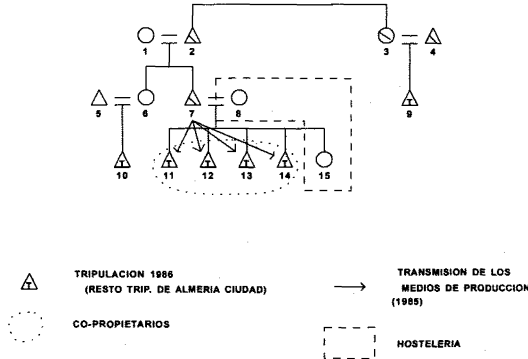 1 2 3 4
5 6 7 8 9
T
T T T T T
10 11 12 13 14 15
T
TRIPULACION 1986
(RESTO TRIP. DE ALMERIA CIUDAD)
TRANSMISION DE LOS
MEDIOS DE PRODUCCION
(1985)
CO-PROPIETARIOS
HOSTELERIA